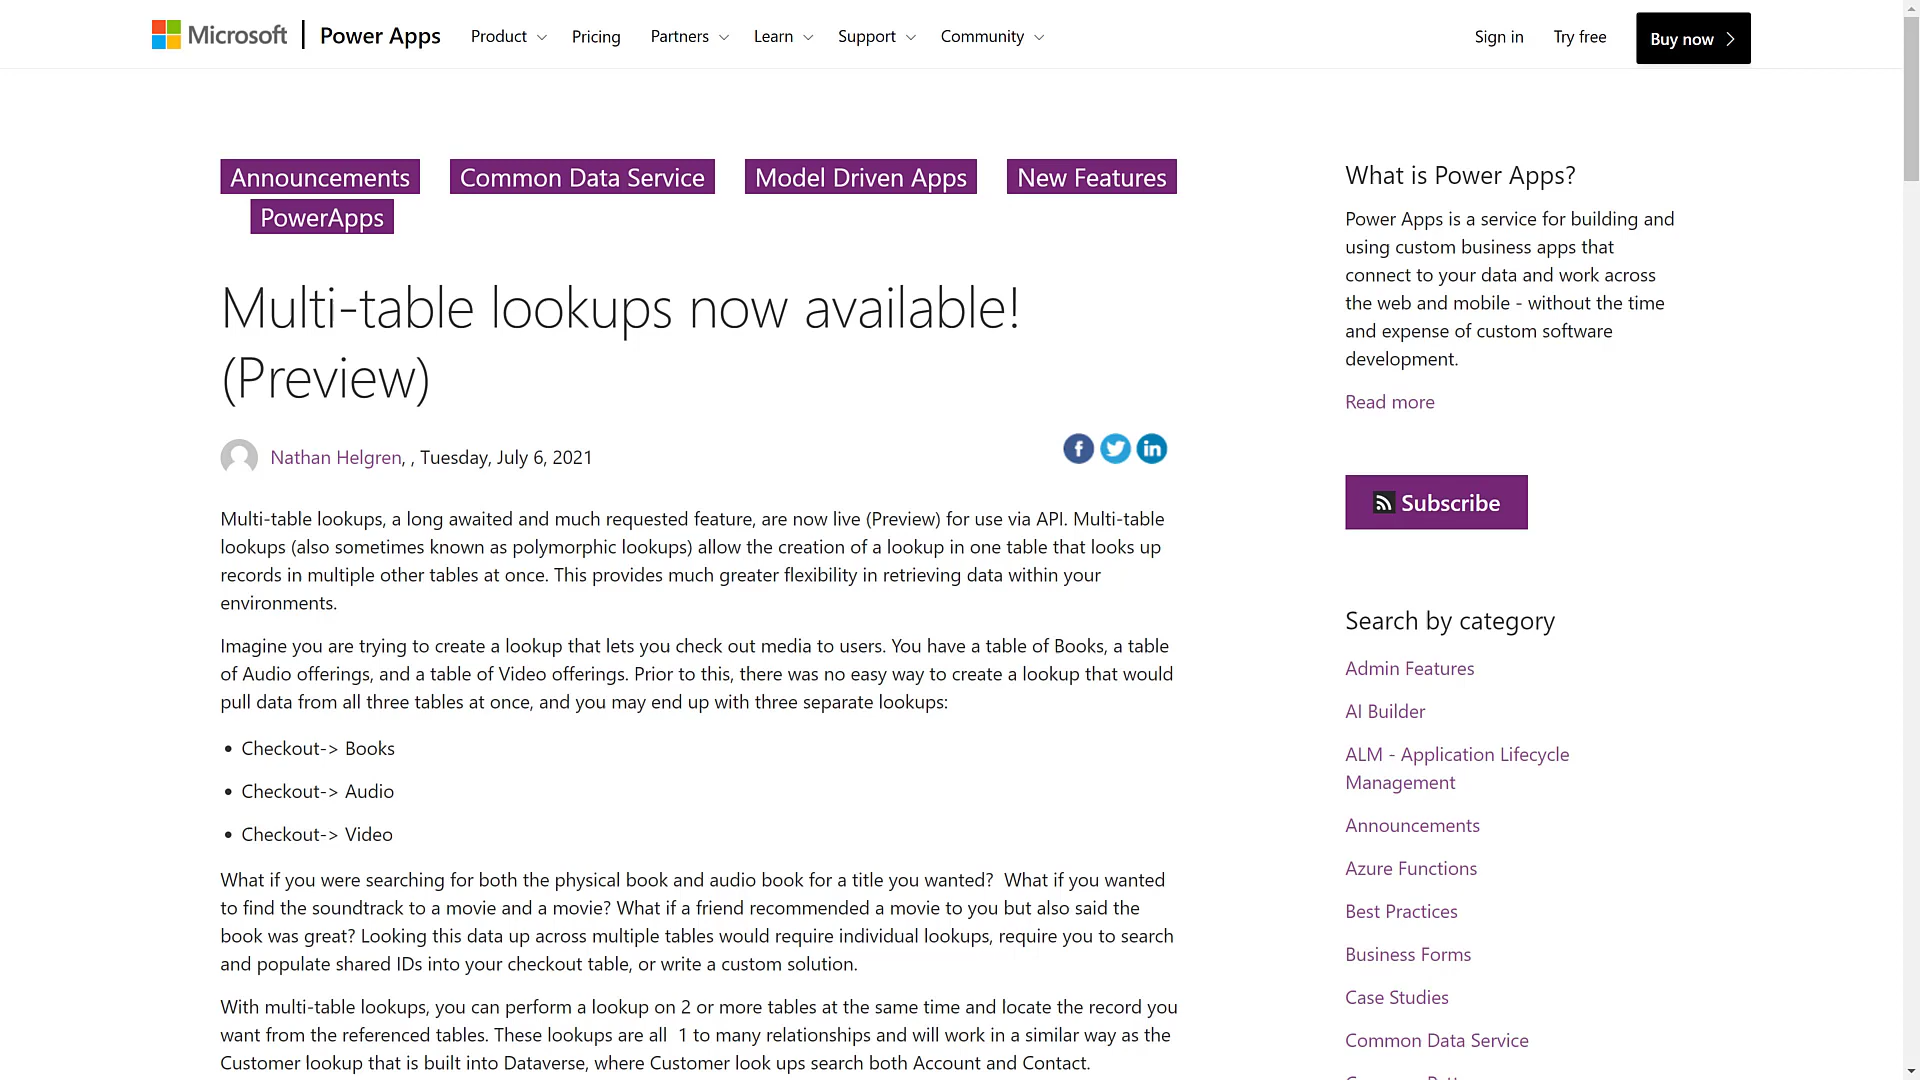 Microsoft
Power Apps
Product
Pricing
Partners
Learn
Support
Community
Sign in
Try free
Buy now
Announcements
Common Data Service
Model Driven Apps
New Features
PowerApps
Multi-table lookups now available!
(Preview)
Nathan Helgren, , Tuesday, July 6, 2021
Multi-table lookups, a long awaited and much requested feature, are now live (Preview) for use via API. Multi-table
lookups (also sometimes known as polymorphic lookups) allow the creation of a lookup in one table that looks up
records in multiple other tables at once. This provides much greater flexibility in retrieving data within your
environments.
Imagine you are trying to create a lookup that lets you check out media to users. You have a table of Books, a table
of Audio offerings, and a table of Video offerings. Prior to this, there was no easy way to create a lookup that would
pull data from all three tables at once, and you may end up with three separate lookups:
• Checkout-> Books
• Checkout-> Audio
• Checkout-> Video
What if you were searching for both the physical book and audio book for a title you wanted?  What if you wanted
to find the soundtrack to a movie and a movie? What if a friend recommended a movie to you but also said the
book was great? Looking this data up across multiple tables would require individual lookups, require you to search
and populate shared IDs into your checkout table, or write a custom solution.
With multi-table lookups, you can perform a lookup on 2 or more tables at the same time and locate the record you
want from the referenced tables. These lookups are all  1 to many relationships and will work in a similar way as the
Customer lookup that is built into Dataverse, where Customer look ups search both Account and Contact.
What is Power Apps?
Power Apps is a service for building and
using custom business apps that
connect to your data and work across
the web and mobile - without the time
and expense of custom software
development.
Read more
Subscribe
Search by category
Admin Features
AI Builder
ALM - Application Lifecycle
Management
Announcements
Azure Functions
Best Practices
Business Forms
Case Studies
Common Data Service